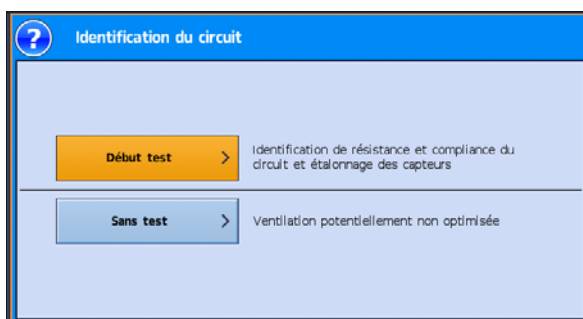 ?
Identification du circuit
Début test >
Identification de résistance et compliance du
circuit et étalonnage des capteurs
Sans test >
Ventilation potentiellement non optimisée